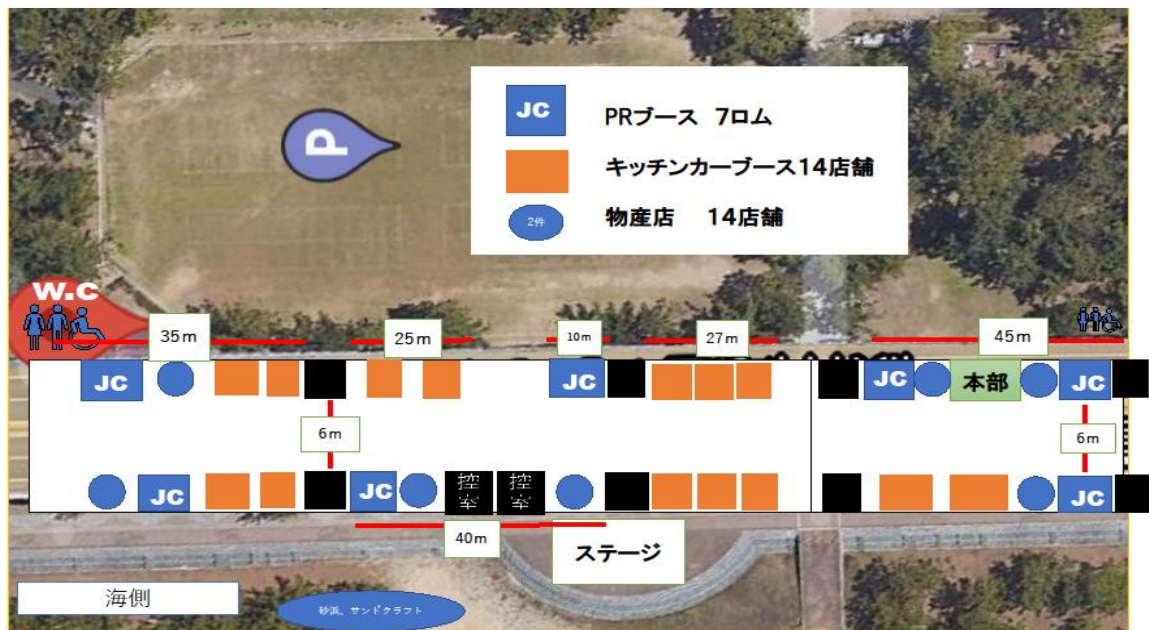 JC PRブース 7ロム
キッチンカーブース14店舗
2件 物産店 14店舗
P
W.C
35m
25m
10m
27m
45m
JC
JC
JC
本部
JC
6m
6m
JC
JC
控室
控室
JC
40m
ステージ
海側
砂浜、サンドクラフト